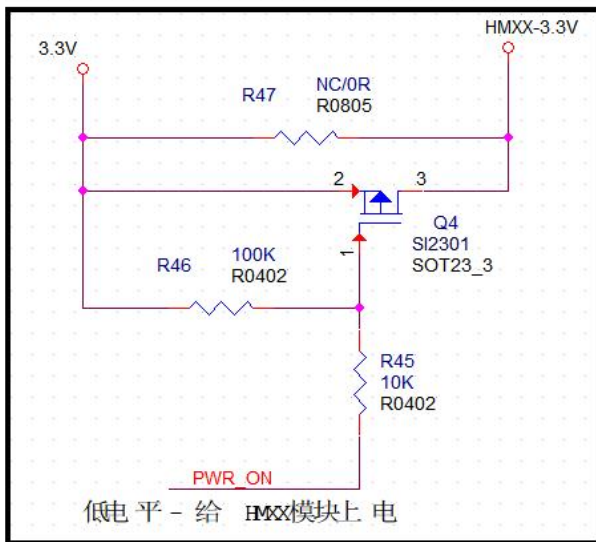 3.3V
HMXX-3.3V
R47
NC/0R
R0805
2
3
Q4
SI2301
SOT23_3
1
R46
100K
R0402
R45
10K
R0402
PWR_ON
低电平-给 HMXX模块上电